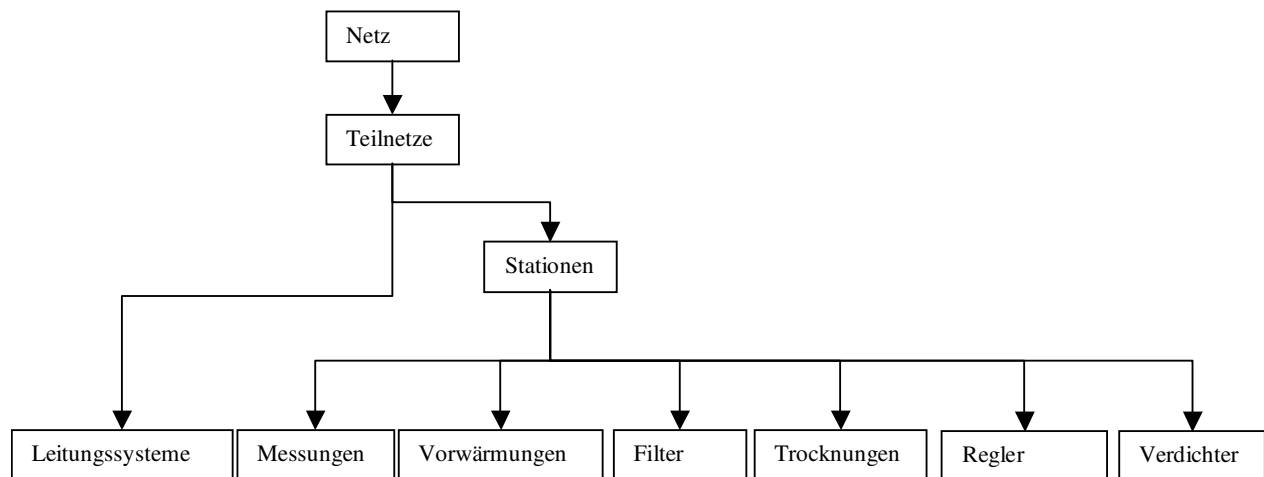 Netz
Teilnetze
Stationen
Leitungssysteme
Messungen
Vorwärmungen
Filter
Trocknungen
Regler
Verdichter